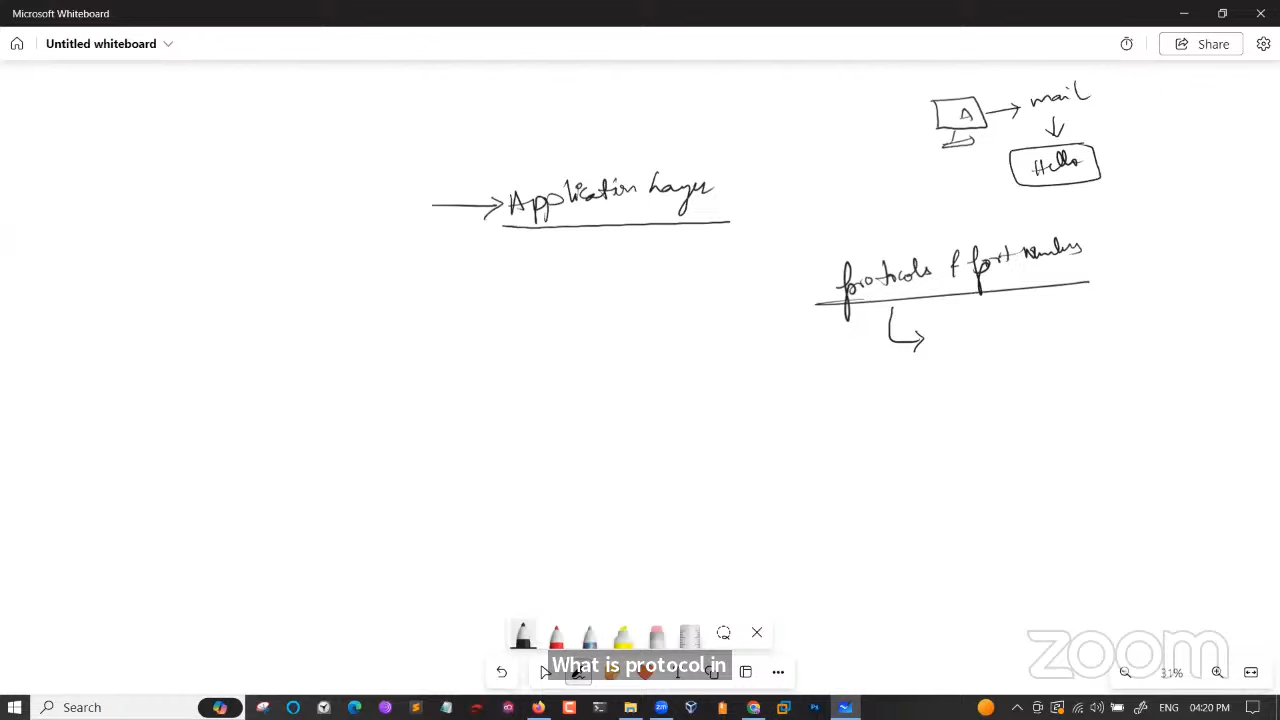 Microsoft Whiteboard
Untitled whiteboard
Share
A
mail
Hello
Application Layer
protocols & port numbers
zoom
What is protocol in
31%
Search
ENG
04:20 PM